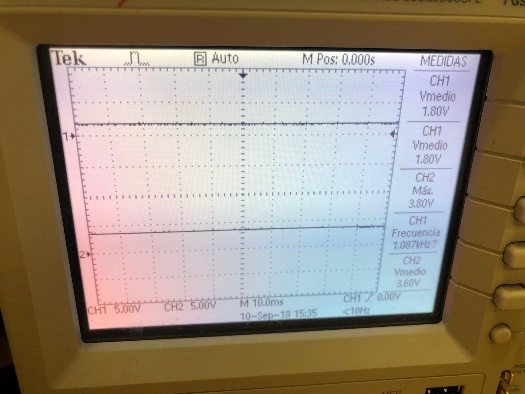 Tek
R Auto
M Pos: 0.000s
MEDIDAS
CH1
Vmedio
1.80V
CH1
Vmedio
1.80V
CH2
Máx.
3.80V
CH1
Frecuencia
1.087kHz?
CH2
Vmedio
3.60V
1
2
CH1 5.00V
CH2 5.00V
M 10.0ms
CH1 / 0.00V
10-Sep-18 15:35
<10Hz